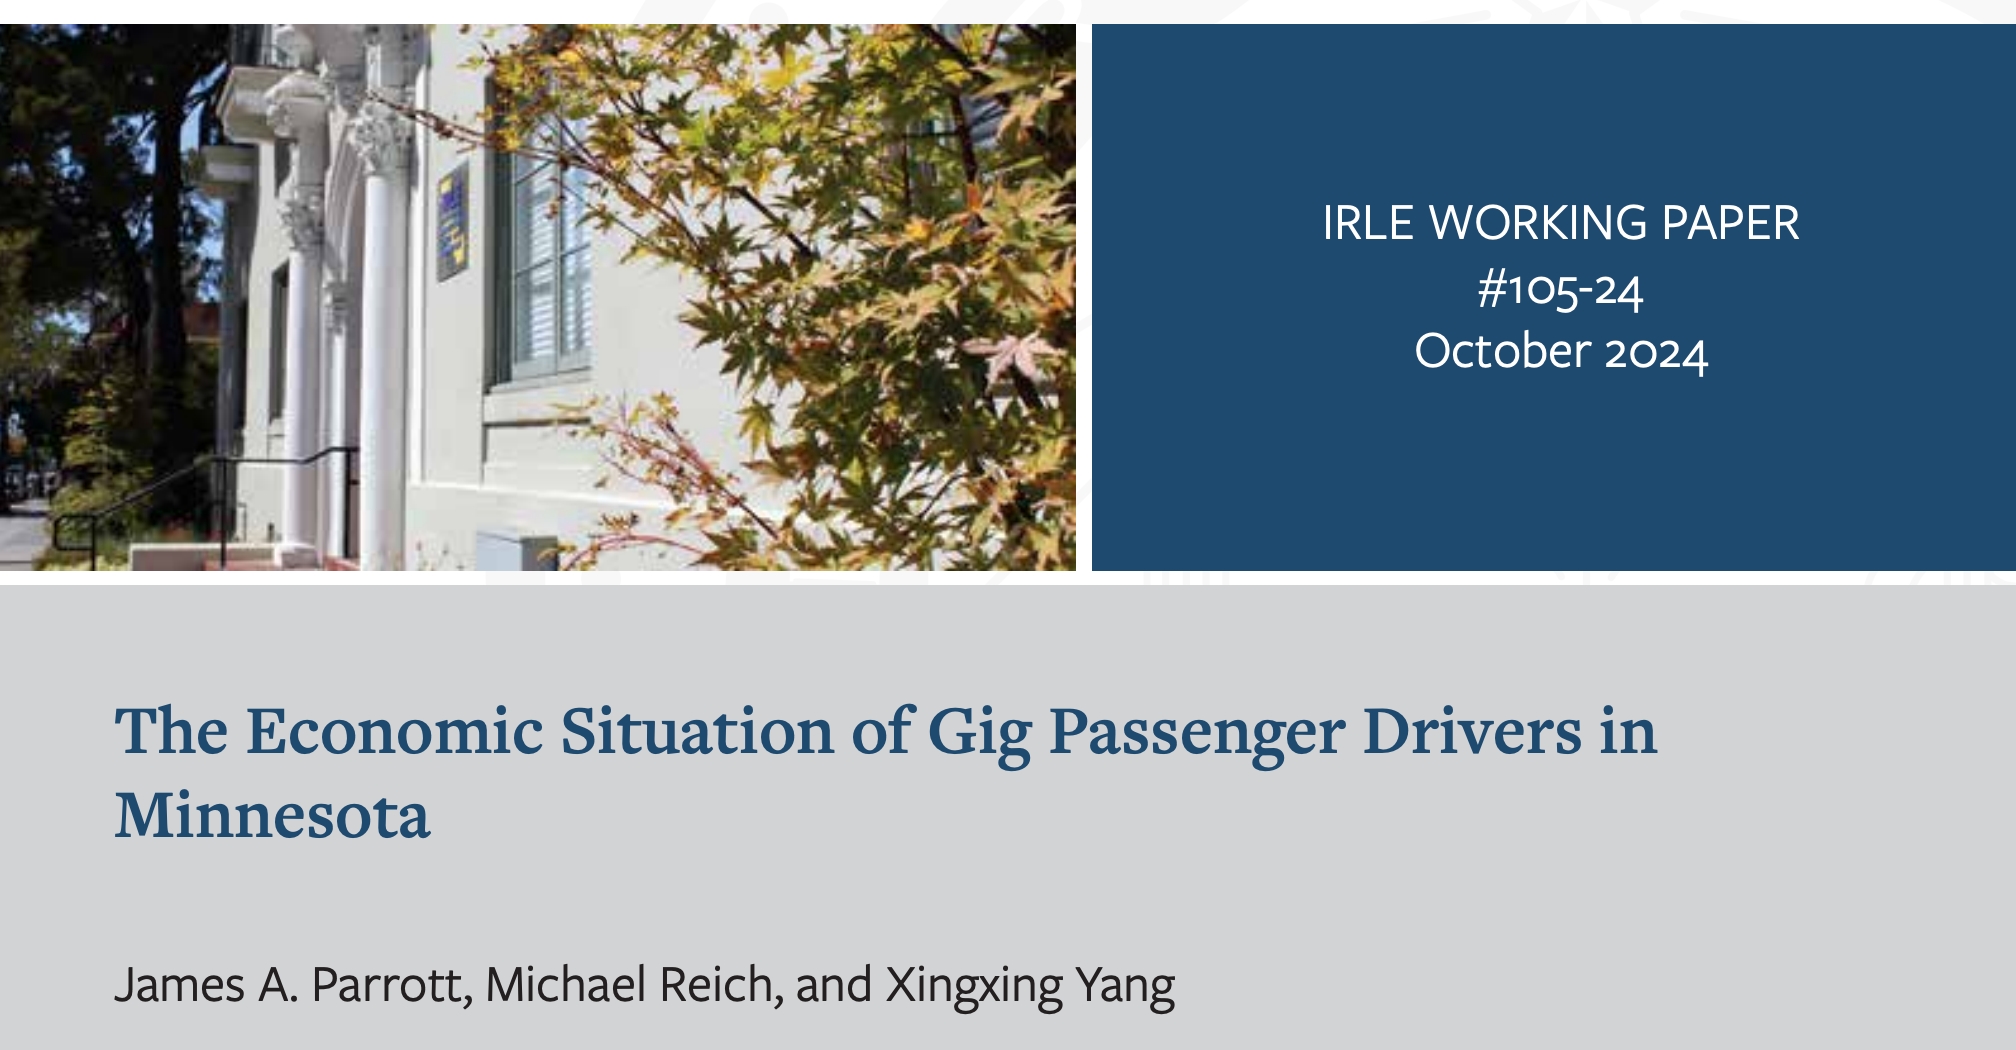 IRLE WORKING PAPER
#105-24
October 2024
The Economic Situation of Gig Passenger Drivers in
Minnesota
James A. Parrott, Michael Reich, and Xingxing Yang